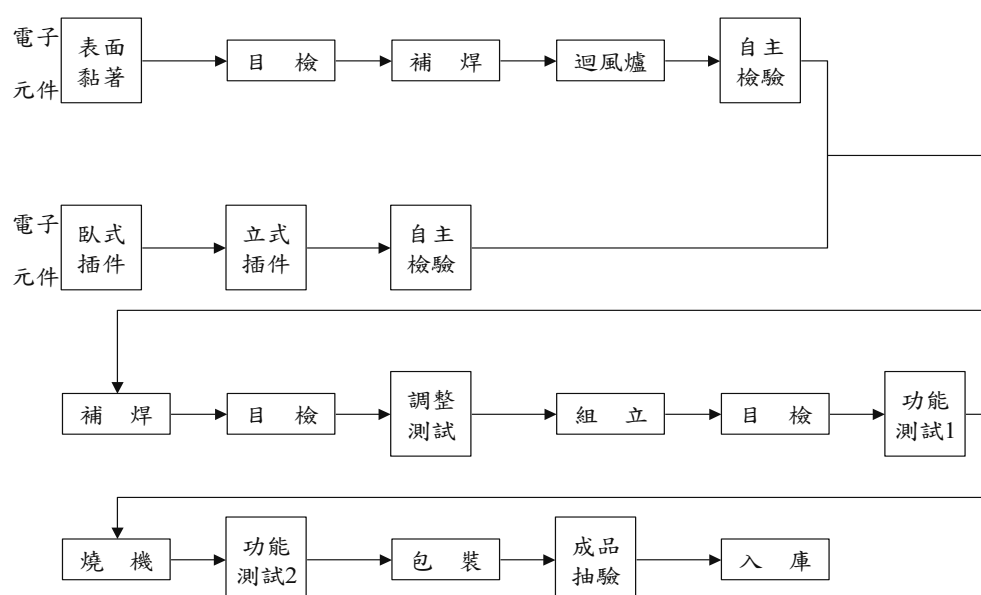 電子
元件
表面
黏著
目 檢
補 焊
迴風爐
自主
檢驗
電子
元件
臥式
插件
立式
插件
自主
檢驗
補 焊
目 檢
調整
測試
組 立
目 檢
功能
測試1
燒 機
功能
測試2
包 裝
成品
抽驗
入 庫